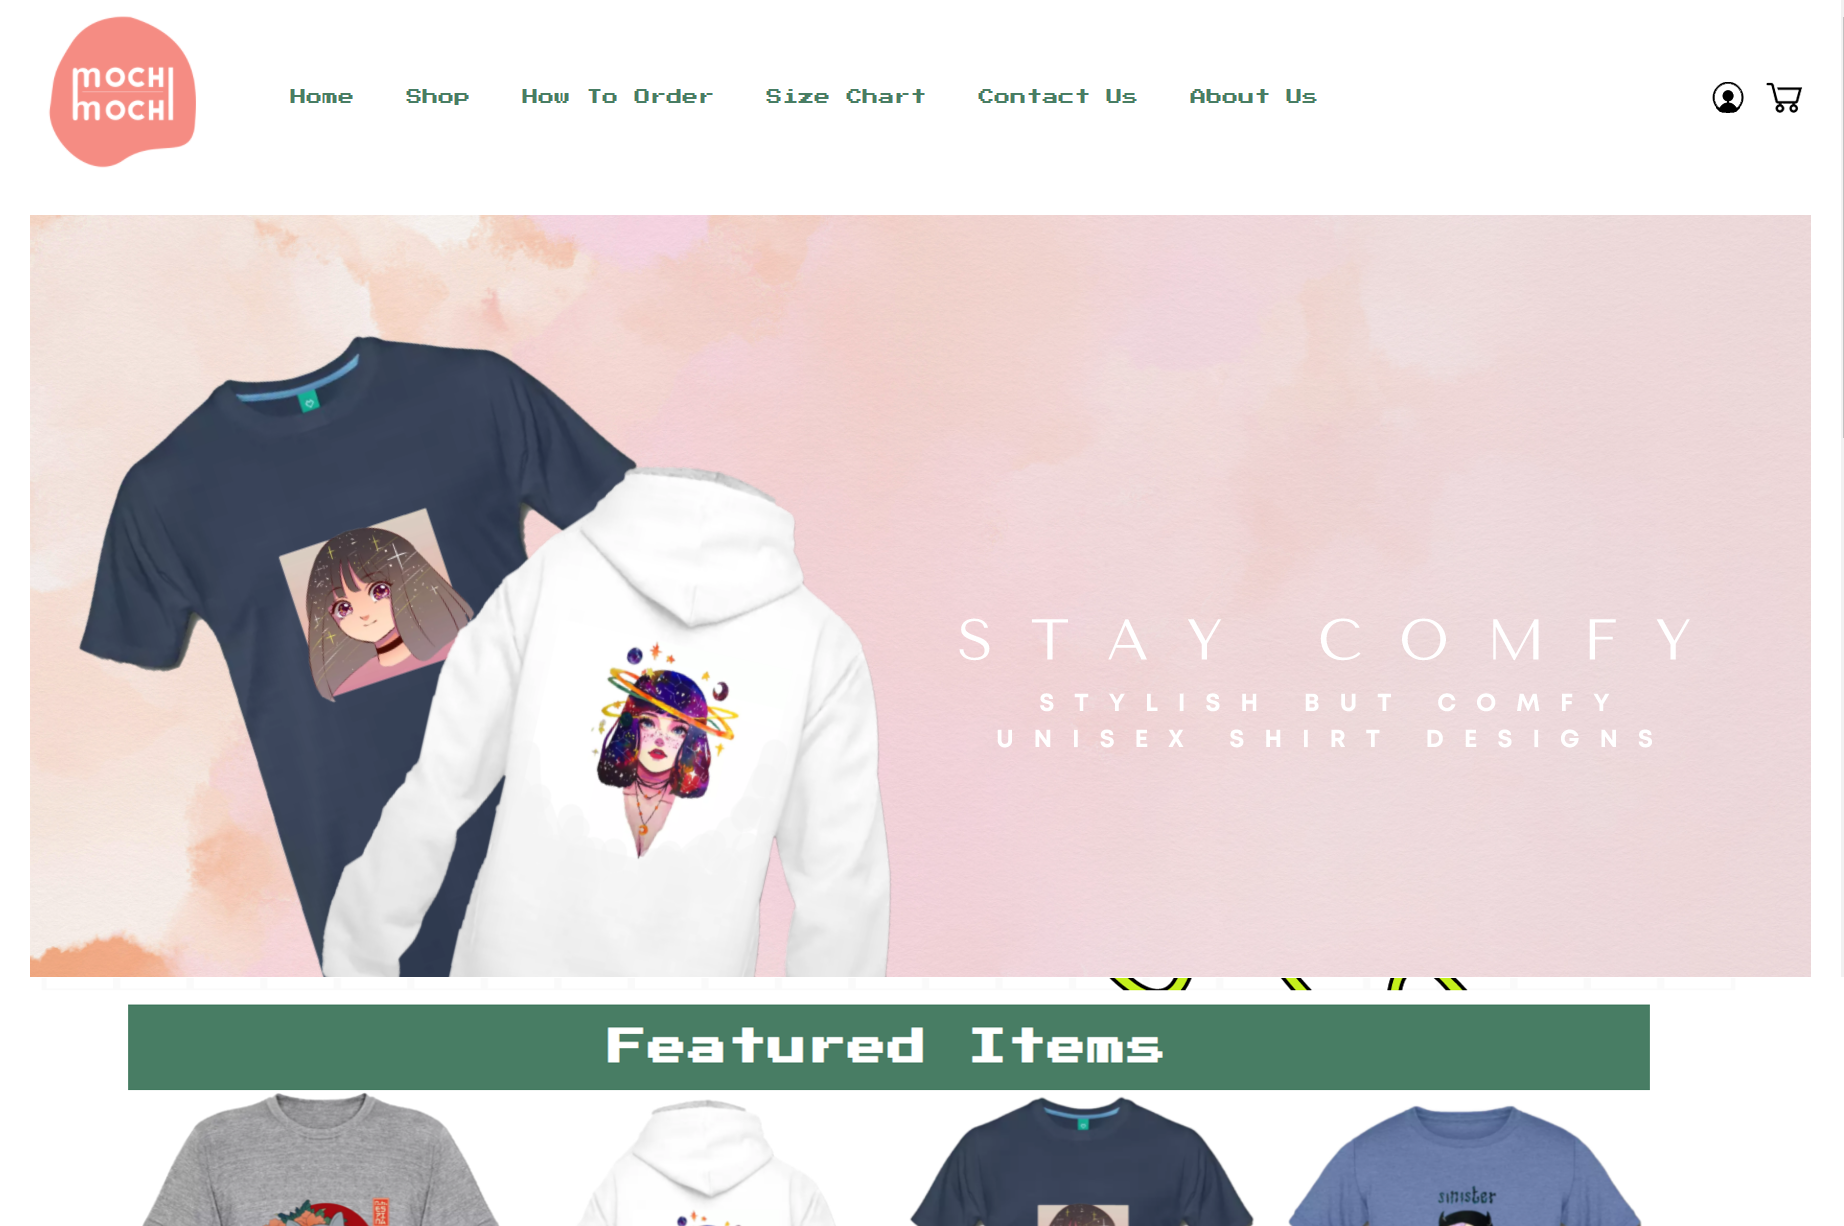 MOCHI
MOCHI
Home
Shop
How To Order
Size Chart
Contact Us
About Us
STAY COMFY
STYLISH BUT COMFY
UNISEX SHIRT DESIGNS
Featured Items
sinister